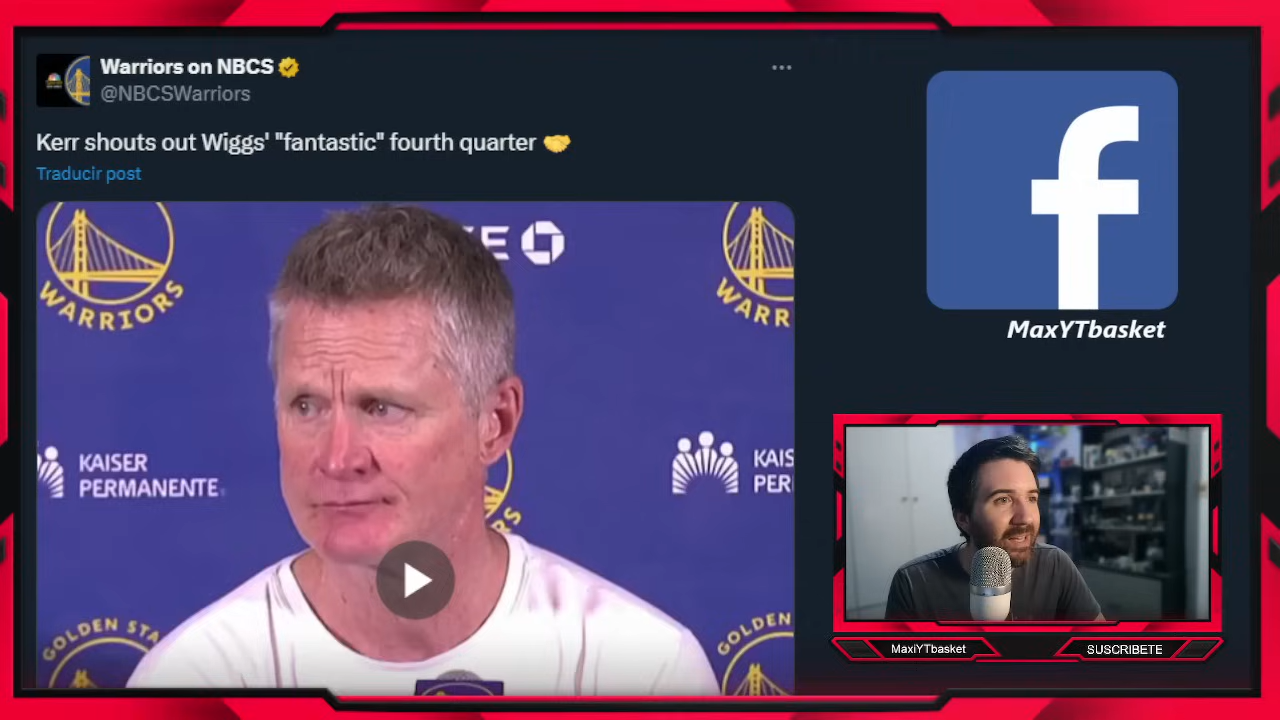 Warriors on NBCS
@NBCSWarriors
Kerr shouts out Wiggs' "fantastic" fourth quarter
Traducir post
WARRIORS
WARR
KAISER
PERMANENTE
KAIS
PER
GOLDEN STA
GOLDEN
f
MaxYTbasket
MaxiYTbasket
SUSCRIBETE